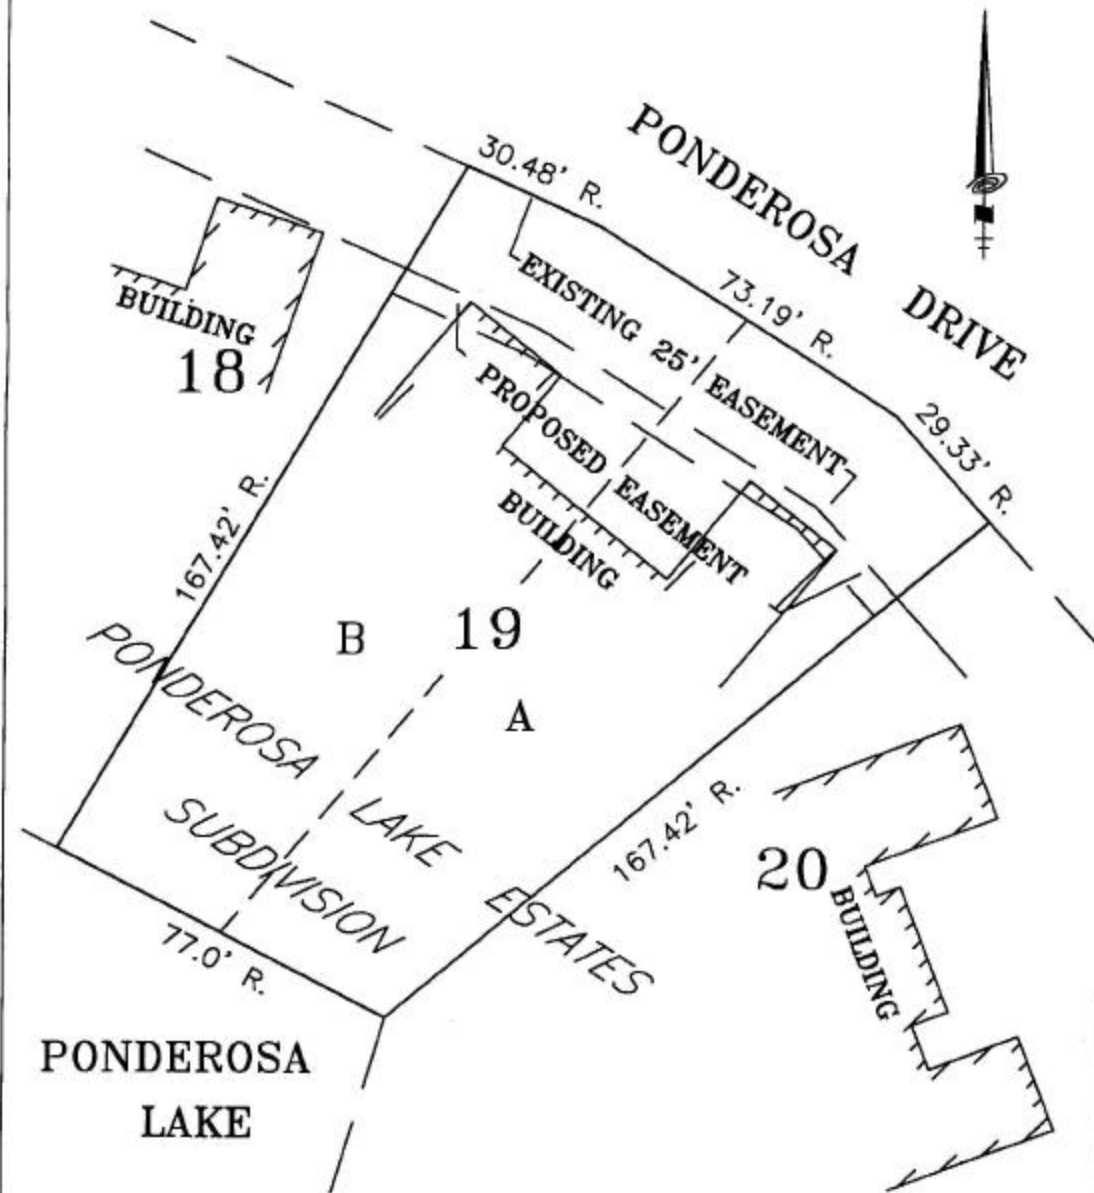 30.48' R.
PONDEROSA DRIVE
73.19' R.
29.33' R.
EXISTING 25' EASEMENT
BUILDING
18
PROPOSED EASEMENT
BUILDING
167.42' R.
B
19
A
PONDEROSA LAKE ESTATES
SUBDIVISION
167.42' R.
20
BUILDING
77.0' R.
PONDEROSA
LAKE